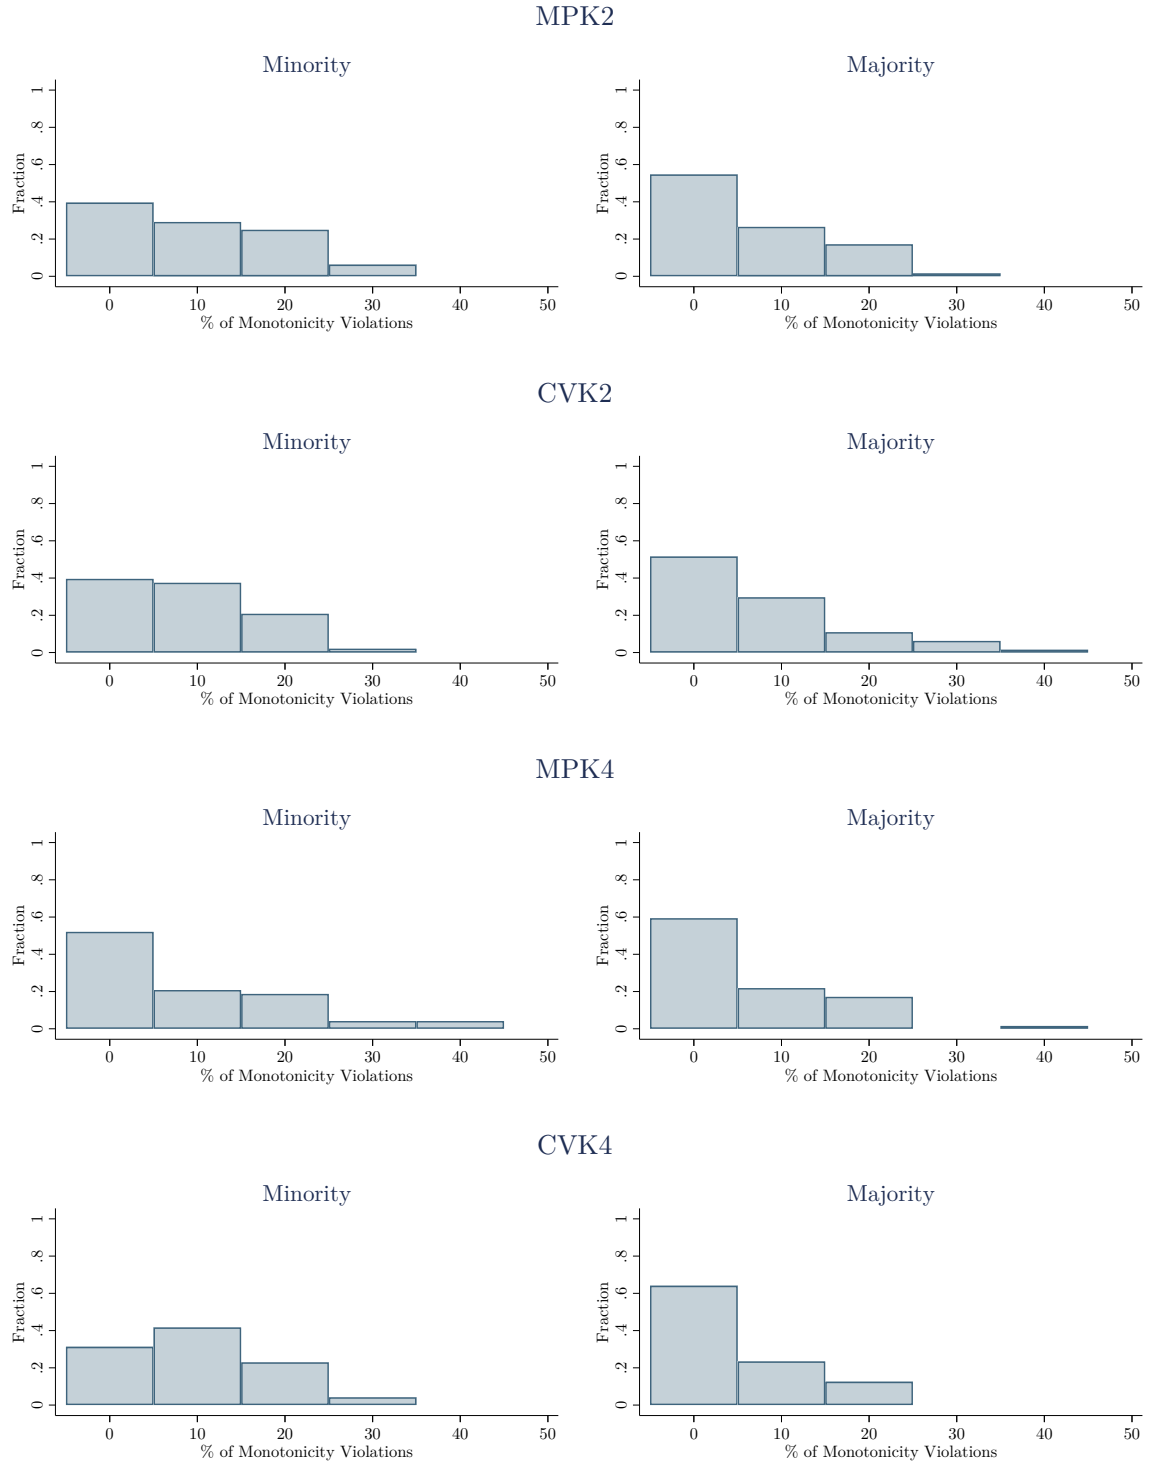 MPK2
Minority
Majority
Fraction
0 .2 .4 .6 .8 1
0 10 20 30 40 50
% of Monotonicity Violations
Fraction
0 .2 .4 .6 .8 1
0 10 20 30 40 50
% of Monotonicity Violations
CVK2
Minority
Majority
Fraction
0 .2 .4 .6 .8 1
0 10 20 30 40 50
% of Monotonicity Violations
Fraction
0 .2 .4 .6 .8 1
0 10 20 30 40 50
% of Monotonicity Violations
MPK4
Minority
Majority
Fraction
0 .2 .4 .6 .8 1
0 10 20 30 40 50
% of Monotonicity Violations
Fraction
0 .2 .4 .6 .8 1
0 10 20 30 40 50
% of Monotonicity Violations
CVK4
Minority
Majority
Fraction
0 .2 .4 .6 .8 1
0 10 20 30 40 50
% of Monotonicity Violations
Fraction
0 .2 .4 .6 .8 1
0 10 20 30 40 50
% of Monotonicity Violations